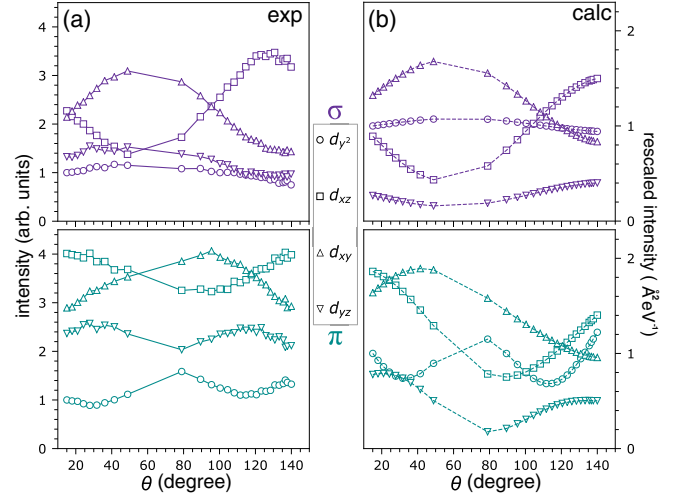 (a) exp
(b) calc
4
3
2
1
0
2
1
0
σ
d_{y²}
d_{xz}
d_{xy}
d_{yz}
π
intensity (arb. units)
rescaled intensity ( Å²eV⁻¹)
4
3
2
1
0
2
1
0
20 40 60 80 100 120 140
20 40 60 80 100 120 140
θ (degree)
θ (degree)